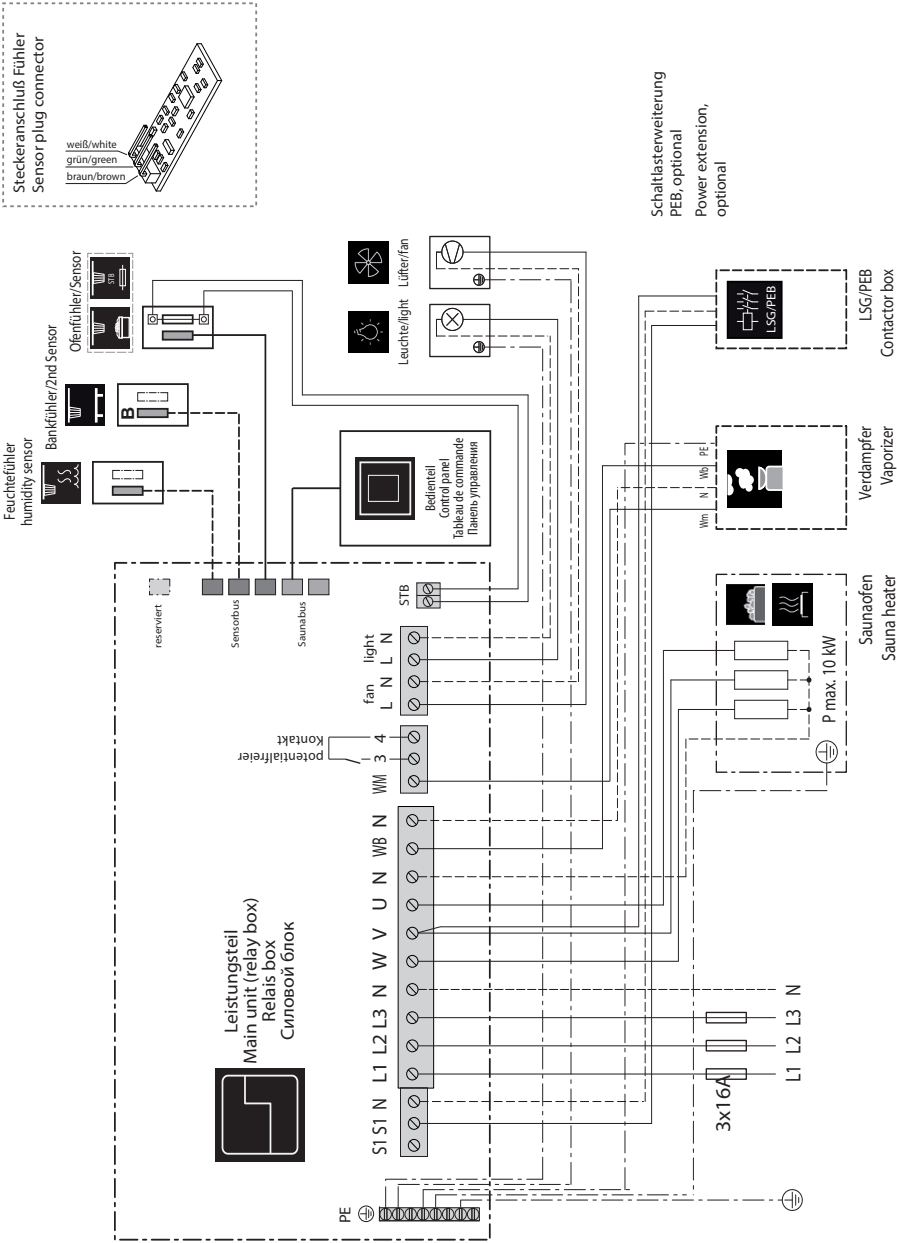 Steckeranschluß Fühler
Sensor plug connector
weiß/white
grün/green
braun/brown
Feuchtefühler
humidity sensor
Bankfühler/2nd Sensor
Ofenfühler/Sensor
STB
B
Leuchte/light
Lüfter/fan
Schaltlasterweiterung
PEB, optional
Power extension,
optional
reserviert
Sensorbus
Saunabus
Bedienteil
Control panel
Tableau de commande
Панель управления
STB
fan
light
L N L N
potentialfreier
Kontakt
WM 3 4
Leistungsteil
Main unit (relay box)
Relais box
Силовой блок
S1 S1 N L1 L2 L3 N W V U N WB N
PE
3x16A
L1 L2 L3 N
P max. 10 kW
Saunaofen
Sauna heater
Wm N Wb PE
Verdampfer
Vaporizer
LSG/PEB
LSG/PEB
Contactor box